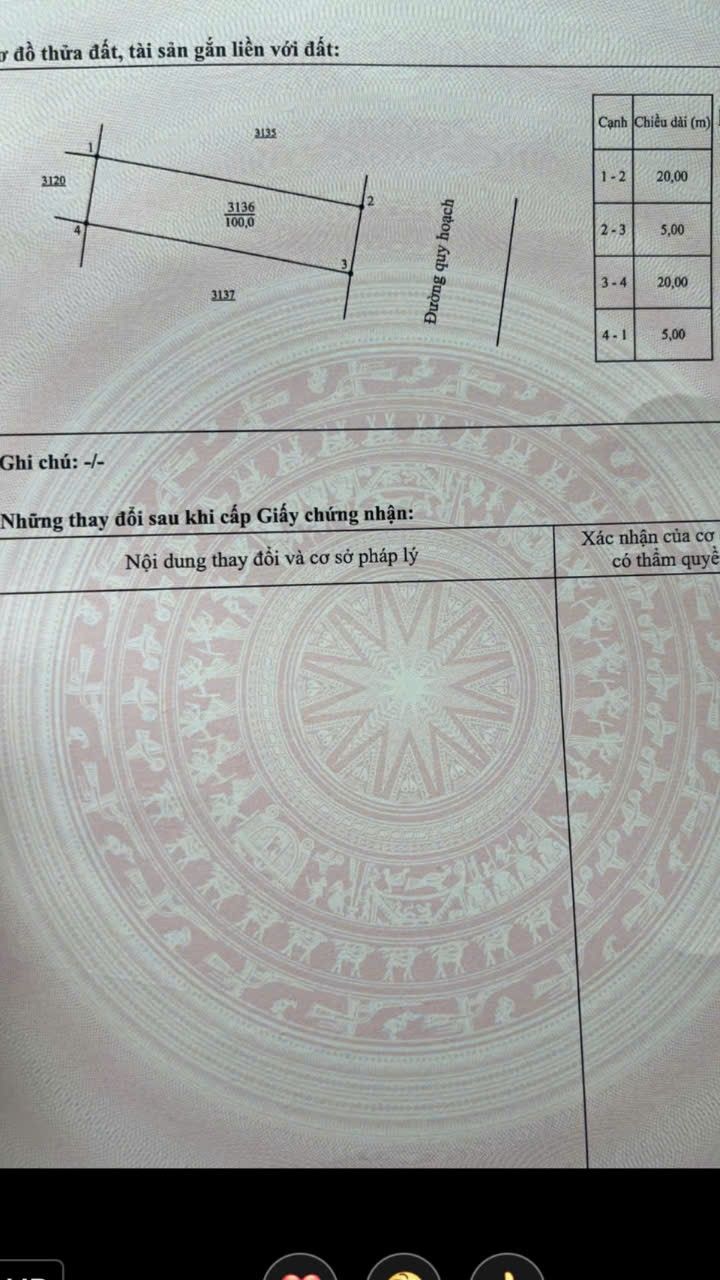 ơ đồ thửa đất, tài sản gắn liền với đất:
3135
1
3120
2
3136
100,0
4
3
3137
Đường quy hoạch
Cạnh Chiều dài (m)
1 - 2 20,00
2 - 3 5,00
3 - 4 20,00
4 - 1 5,00
Ghi chú: -/-
Những thay đổi sau khi cấp Giấy chứng nhận:
Nội dung thay đổi và cơ sở pháp lý
Xác nhận của cơ
có thẩm quyề